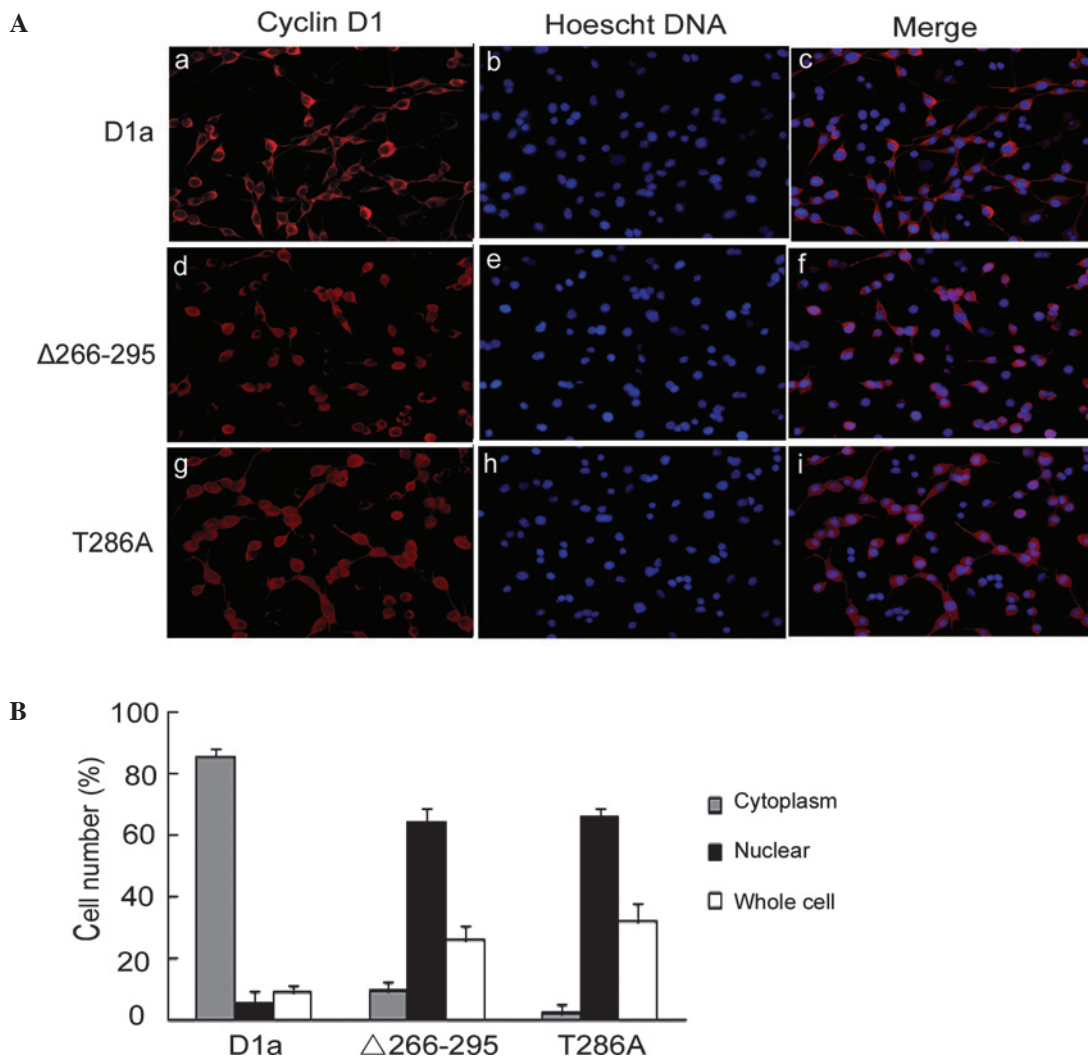 A
Cyclin D1 Hoescht DNA Merge
D1a
a b c
Δ266-295
d e f
T286A
g h i
B
Cell number (%)
100
80
60
40
20
0
D1a △266-295 T286A
Cytoplasm
Nuclear
Whole cell